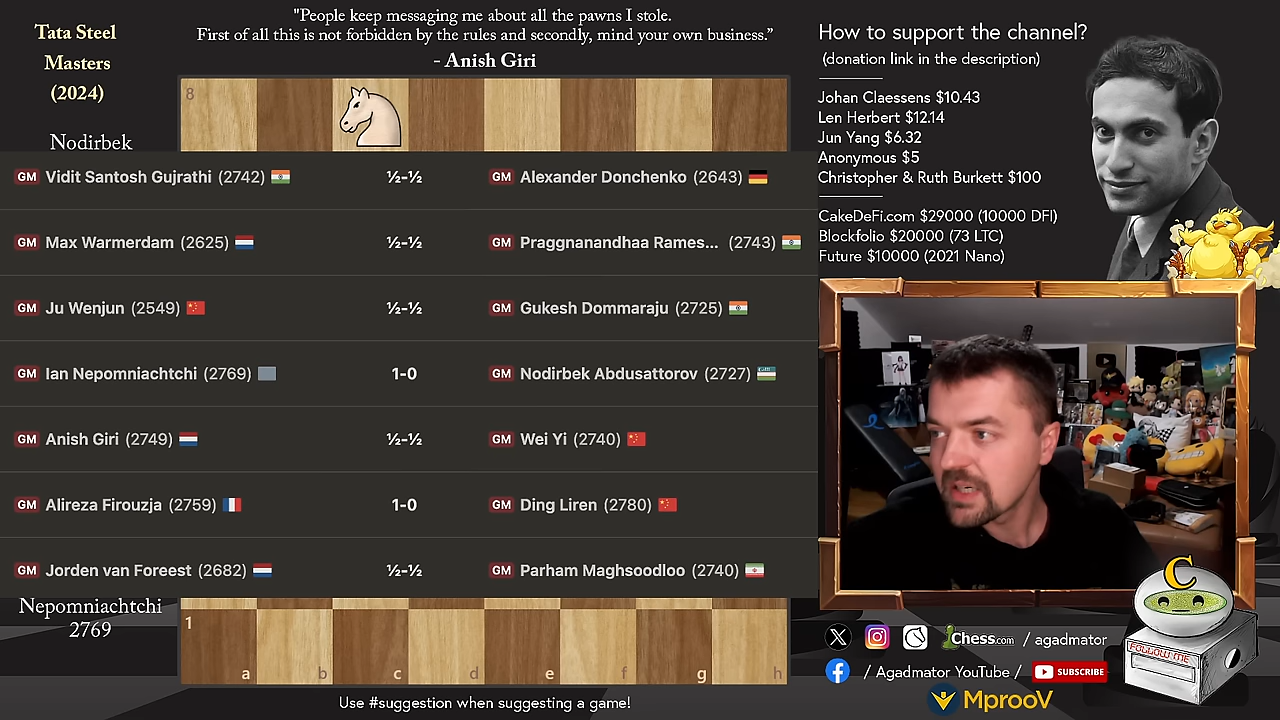 Tata Steel
Masters
(2024)
Nodirbek
"People keep messaging me about all the pawns I stole.
First of all this is not forbidden by the rules and secondly, mind your own business."
- Anish Giri
8
GM Vidit Santosh Gujrathi (2742) ½-½ GM Alexander Donchenko (2643)
GM Max Warmerdam (2625) ½-½ GM Praggnanandhaa Rames... (2743)
GM Ju Wenjun (2549) ½-½ GM Gukesh Dommaraju (2725)
GM Ian Nepomniachtchi (2769) 1-0 GM Nodirbek Abdusattorov (2727)
GM Anish Giri (2749) ½-½ GM Wei Yi (2740)
GM Alireza Firouzja (2759) 1-0 GM Ding Liren (2780)
GM Jorden van Foreest (2682) ½-½ GM Parham Maghsoodloo (2740)
Nepomniachtchi
2769
1
a b c d e f g h
Use #suggestion when suggesting a game!
How to support the channel?
(donation link in the description)
Johan Claessens $10.43
Len Herbert $12.14
Jun Yang $6.32
Anonymous $5
Christopher & Ruth Burkett $100
CakeDeFi.com $29000 (10000 DFI)
Blockfolio $20000 (73 LTC)
Future $10000 (2021 Nano)
X Chess.com / agadmator
f / Agadmator YouTube / SUBSCRIBE
MprooV
C
FOLLOW ME